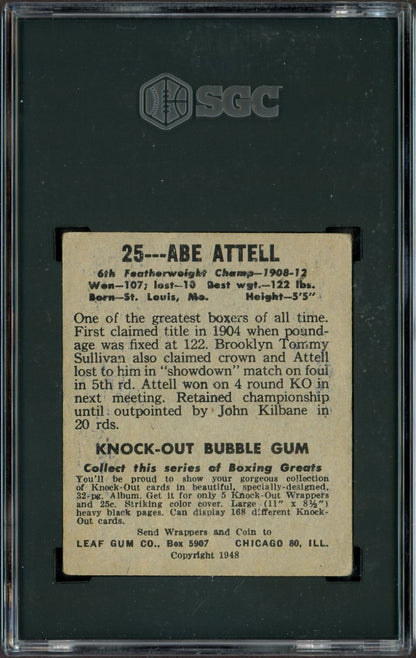 SGC
25---ABE ATTELL
6th Featherweight Champ—1908-12
Won—107; lost—10 Best wgt.—122 lbs.
Born—St. Louis, Mo. Height—5'5"
One of the greatest boxers of all time.
First claimed title in 1904 when pound-
age was fixed at 122. Brooklyn Tommy
Sullivan also claimed crown and Attell
lost to him in "showdown" match on foul
in 5th rd. Attell won on 4 round KO in
next meeting. Retained championship
until outpointed by John Kilbane in
20 rds.
KNOCK-OUT BUBBLE GUM
Collect this series of Boxing Greats
You'll be proud to show your gorgeous collection
of Knock-Out cards in beautiful, specially-designed,
32-pg. Album. Get it for only 5 Knock-Out Wrappers
and 25c. Striking color cover. Large (11" x 8½")
heavy black pages. Can display 168 different Knock-
Out cards.
Send Wrappers and Coin to
LEAF GUM CO., Box 5907 CHICAGO 80, ILL.
Copyright 1948